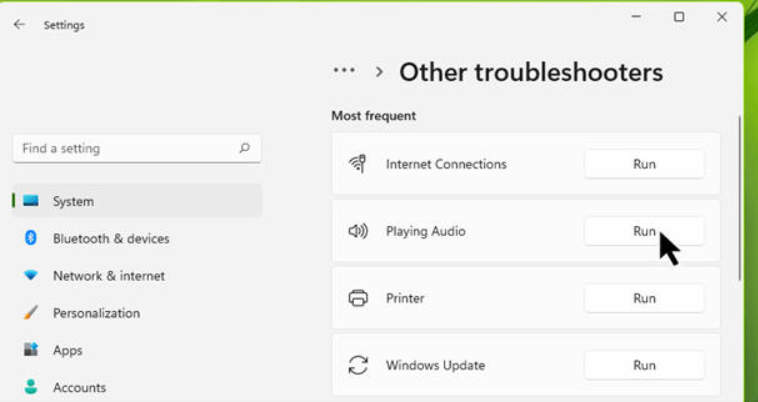 Settings
Find a setting
System
Bluetooth & devices
Network & internet
Personalization
Apps
Accounts
··· > Other troubleshooters
Most frequent
Internet Connections Run
Playing Audio Run
Printer Run
Windows Update Run